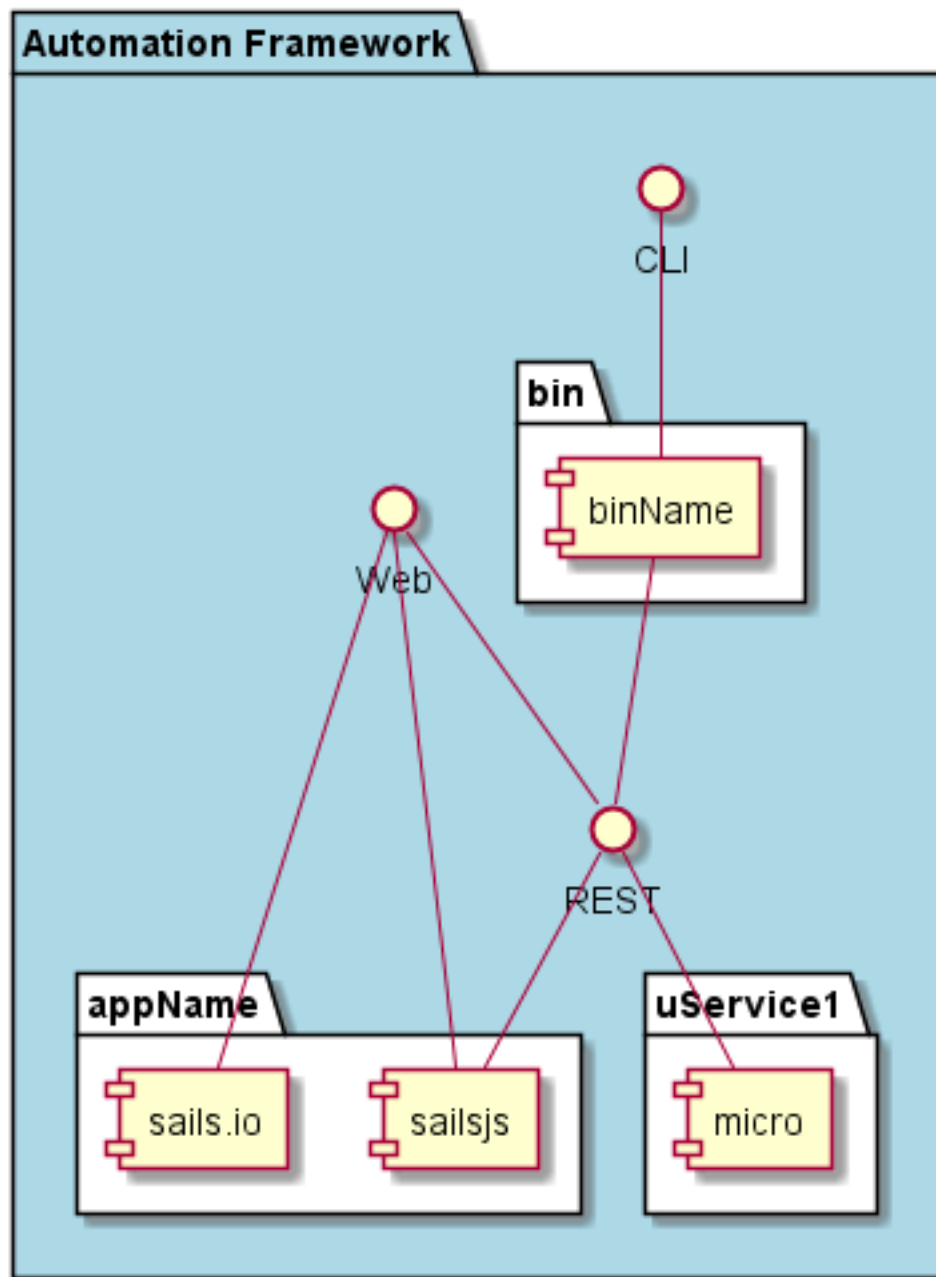 Automation Framework
CLI
bin
binName
Web
REST
appName
uService1
sails.io
sailsjs
micro